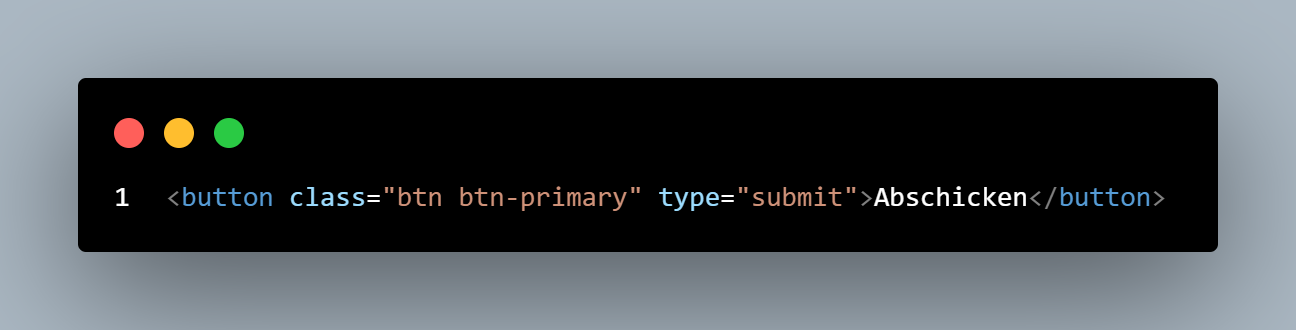 1 <button class="btn btn-primary" type="submit">Abschicken</button>